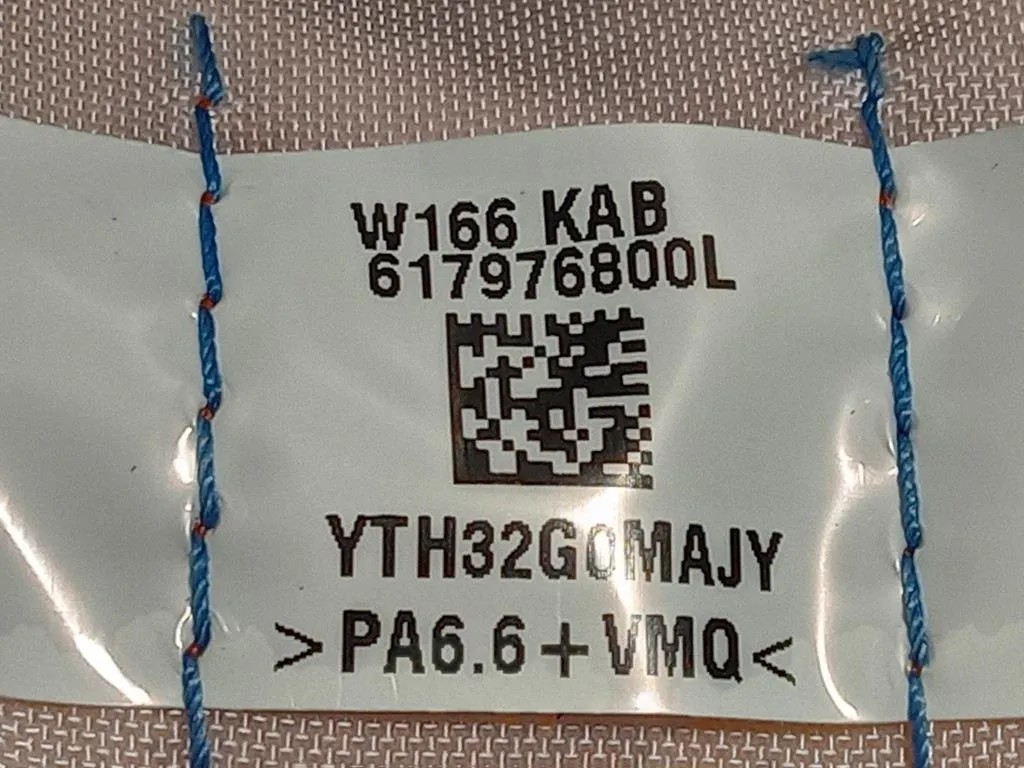 W166 KAB
617976800L
YTH32G0MAJY
>PA6.6+VMQ<